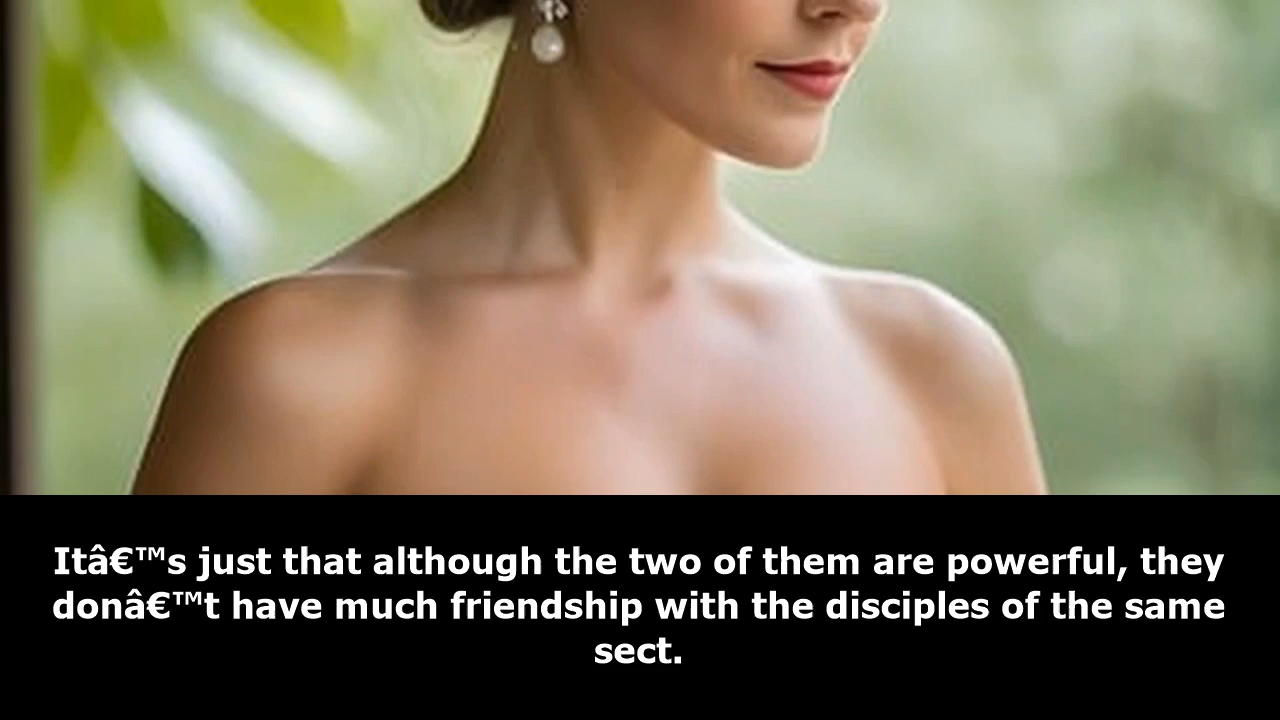 Itâ€™s just that although the two of them are powerful, they
donâ€™t have much friendship with the disciples of the same
sect.